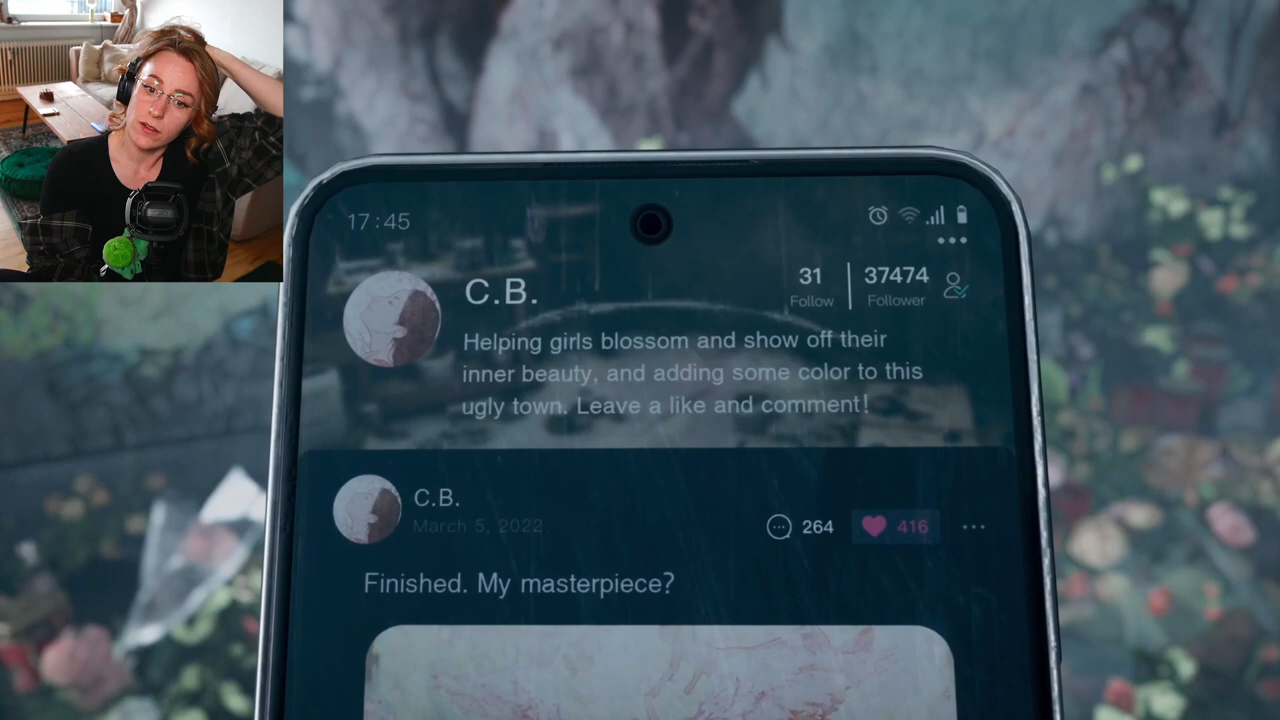 17:45
C.B.
31
Follow
37474
Follower
Helping girls blossom and show off their
inner beauty, and adding some color to this
ugly town. Leave a like and comment!
C.B.
March 5, 2022
264
416
Finished. My masterpiece?